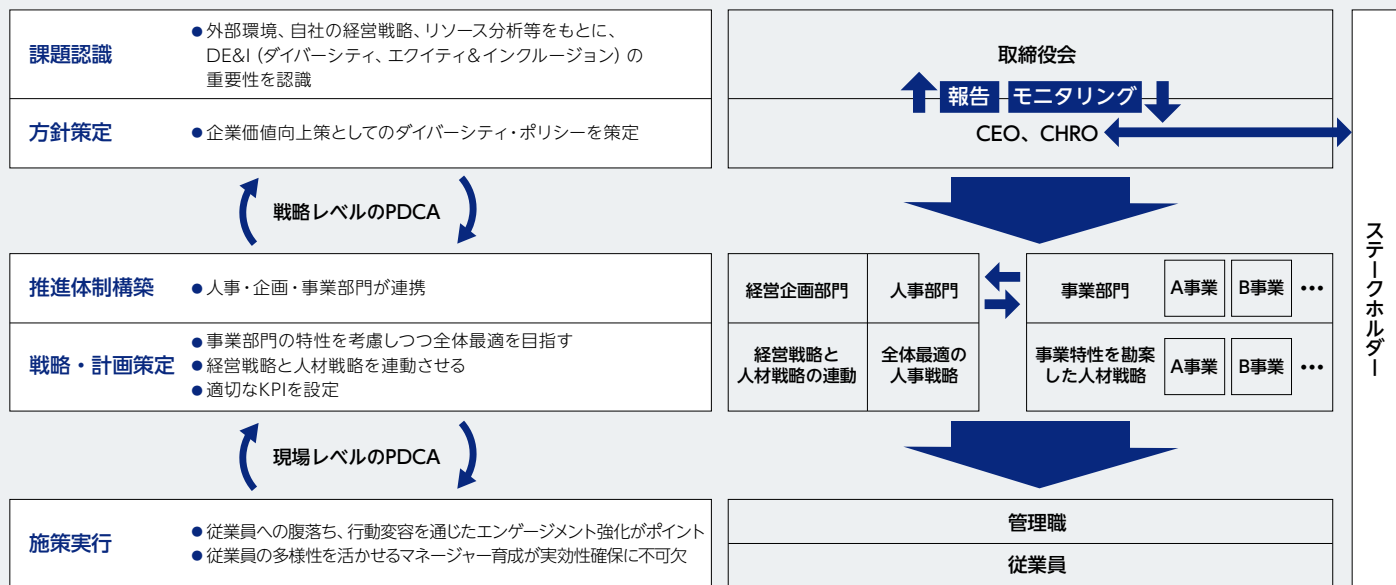 課題認識
●外部環境、自社の経営戦略、リソース分析等をもとに、
DE&I（ダイバーシティ、エクイティ&インクルージョン）の
重要性を認識
方針策定
●企業価値向上策としてのダイバーシティ・ポリシーを策定
戦略レベルのPDCA
推進体制構築
●人事・企画・事業部門が連携
戦略・計画策定
●事業部門の特性を考慮しつつ全体最適を目指す
●経営戦略と人材戦略を連動させる
●適切なKPIを設定
現場レベルのPDCA
施策実行
●従業員への腹落ち、行動変容を通じたエンゲージメント強化がポイント
●従業員の多様性を活かせるマネージャー育成が実効性確保に不可欠
取締役会
報告 モニタリング
CEO、CHRO
経営企画部門
人事部門
事業部門
A事業
B事業
•••
経営戦略と
人材戦略の連動
全体最適の
人事戦略
事業特性を勘案
した人材戦略
A事業
B事業
•••
管理職
従業員
ステークホルダー